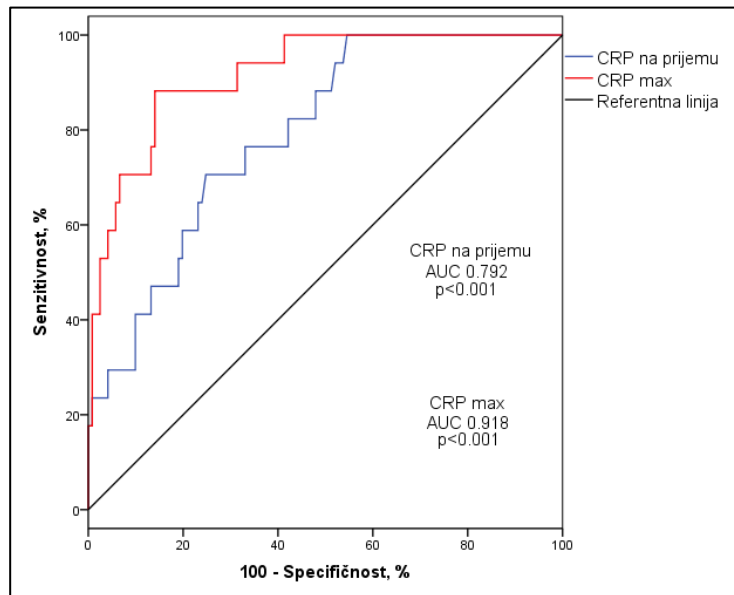 100
80
60
40
20
0
Senzitivnost, %
0
20
40
60
80
100
100 - Specifičnost, %
CRP na prijemu
CRP max
Referentna linija
CRP na prijemu
AUC 0.792
p<0.001
CRP max
AUC 0.918
p<0.001